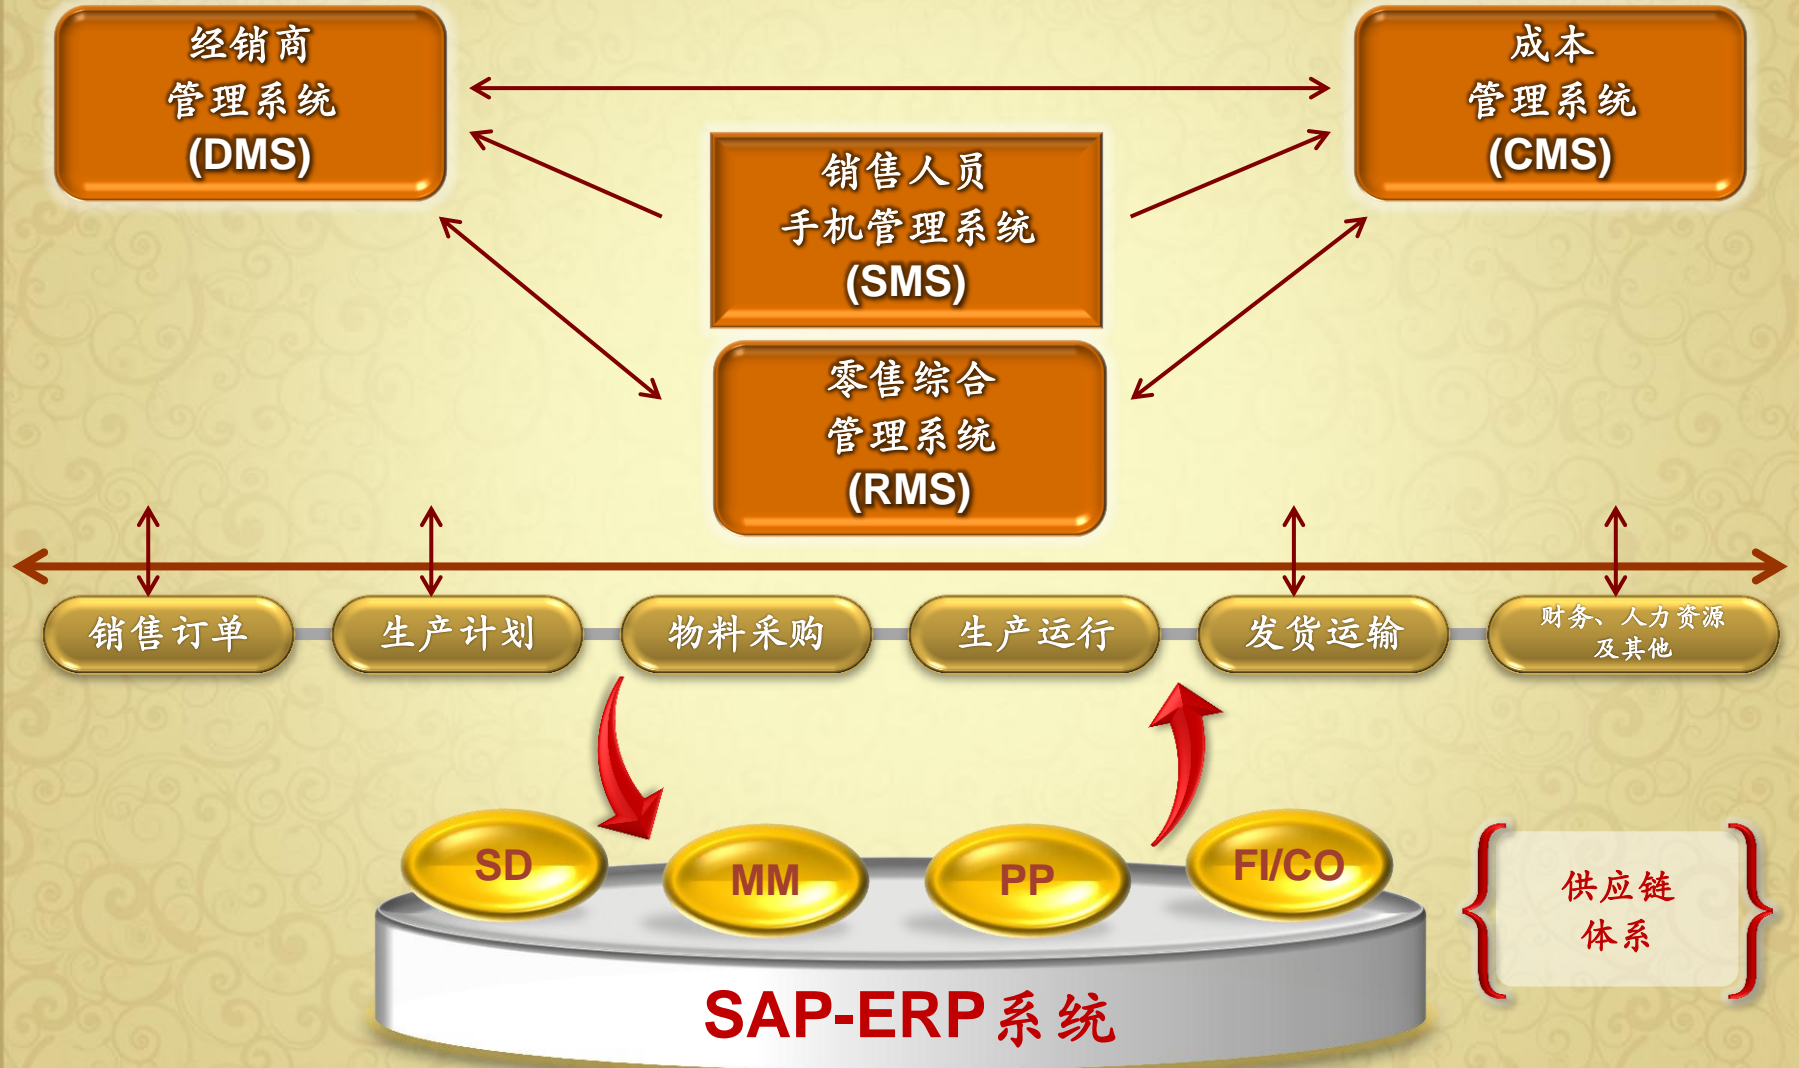 经销商
管理系统
(DMS)
成本
管理系统
(CMS)
销售人员
手机管理系统
(SMS)
零售综合
管理系统
(RMS)
销售订单
生产计划
物料采购
生产运行
发货运输
财务、人力资源
及其他
SD
MM
PP
FI/CO
供应链
体系
SAP-ERP系统